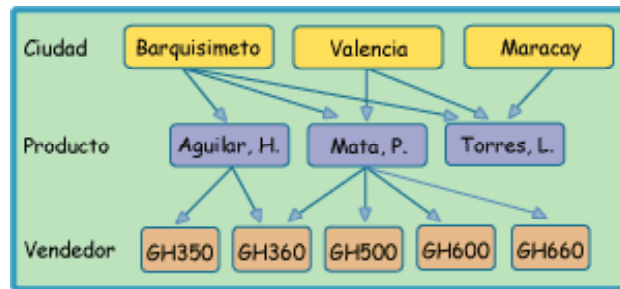 Ciudad Barquisimeto Valencia Maracay
Producto Aguilar, H. Mata, P. Torres, L.
Vendedor GH350 GH360 GH500 GH600 GH660